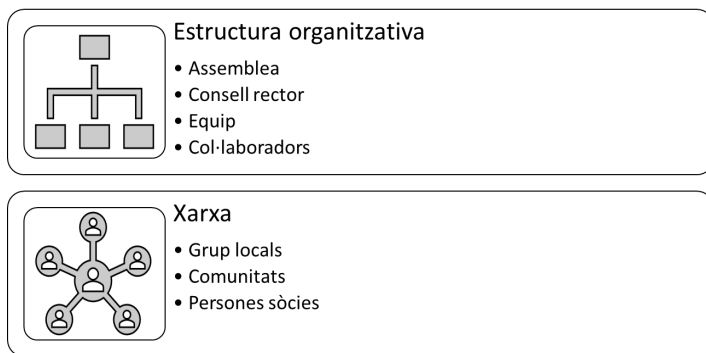 Estructura organitzativa
• Assemblea
• Consell rector
• Equip
• Col·laboradors
Xarxa
• Grup locals
• Comunitats
• Persones sòcies